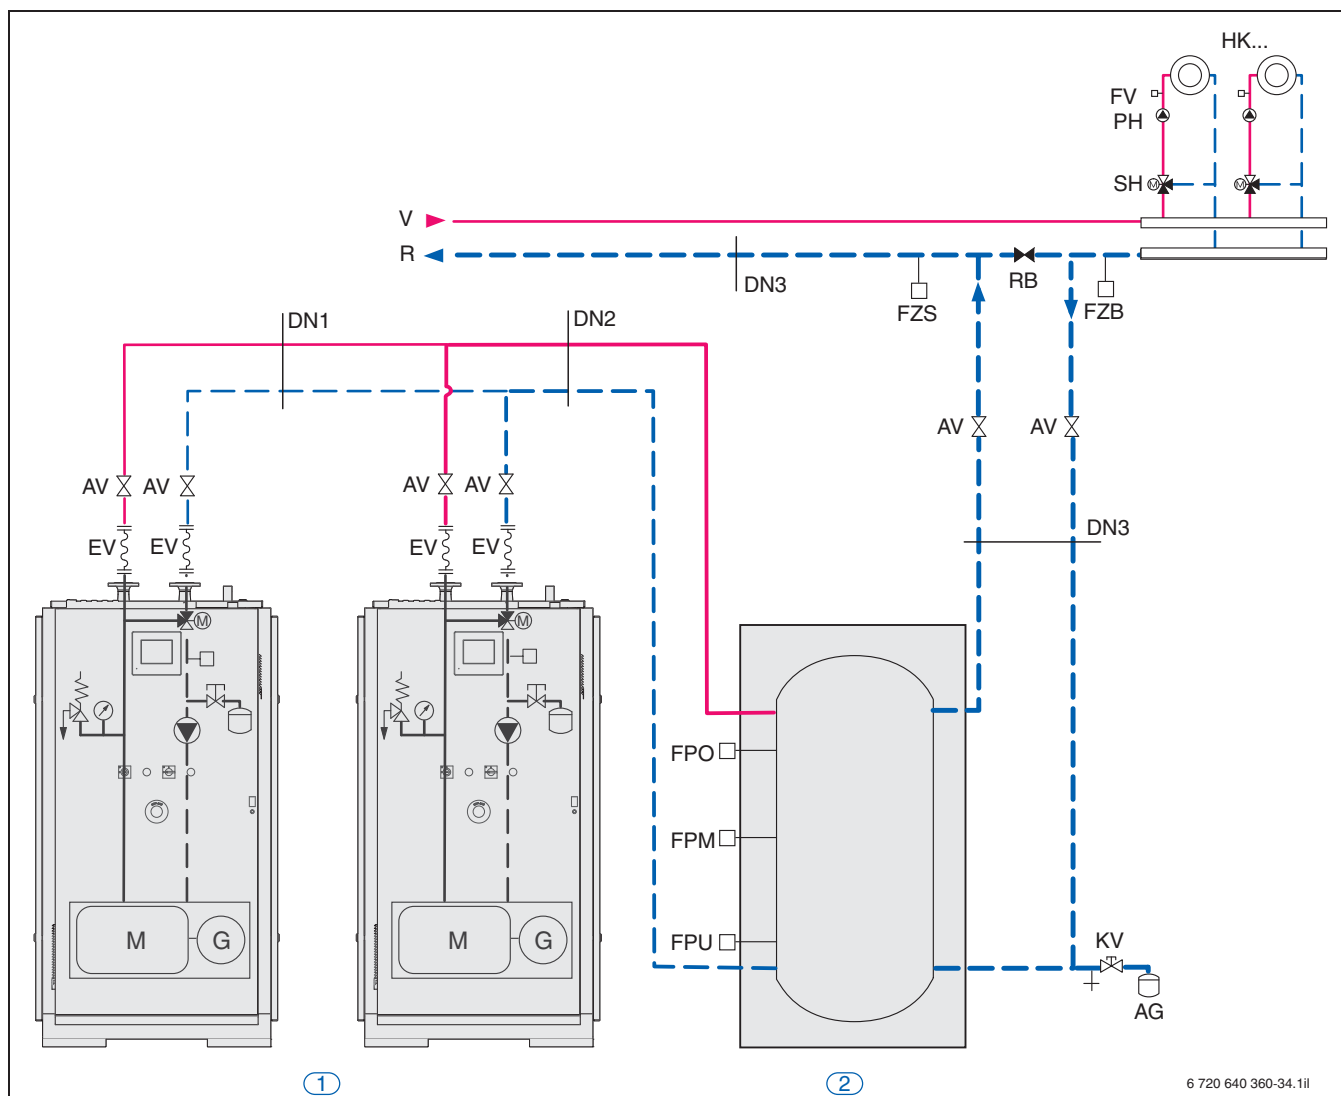 HK...
FV
PH
SH
V
R
DN3
FZS
RB
FZB
DN1
DN2
AV
AV
AV
AV
AV
AV
EV
EV
EV
EV
DN3
M
M
FPO
FPM
FPU
M
G
M
G
KV
AG
1
2
6 720 640 360-34.1il